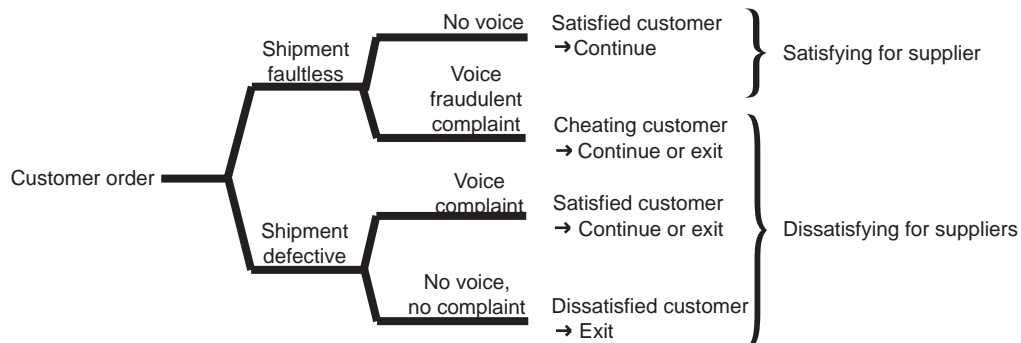 No voice
Satisfied customer
→ Continue
Satisfying for supplier
Shipment
faultless
Voice
fraudulent
complaint
Cheating customer
→ Continue or exit
Customer order
Voice
complaint
Satisfied customer
→ Continue or exit
Dissatisfying for suppliers
Shipment
defective
No voice,
no complaint
Dissatisfied customer
→ Exit